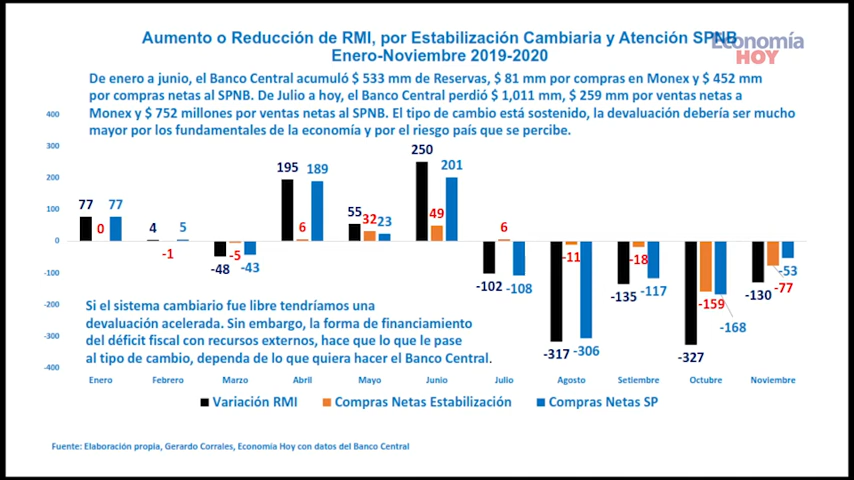 Aumento o Reducción de RMI, por Estabilización Cambiaria y Atención SPNB
Enero-Noviembre 2019-2020
Economía
HOY
De enero a junio, el Banco Central acumuló $ 533 mm de Reservas, $ 81 mm por compras en Monex y $ 452 mm
por compras netas al SPNB. De Julio a hoy, el Banco Central perdió $ 1,011 mm, $ 259 mm por ventas netas a
Monex y $ 752 millones por ventas netas al SPNB. El tipo de cambio está sostenido, la devaluación debería ser mucho
mayor por los fundamentales de la economía y por el riesgo país que se percibe.
400
300
200
100
0
-100
-200
-300
-400
77 0 77
4 -1 5
-48 -5 -43
195 6 189
55 32 23
250 49 201
-102 6 -108
-317 -11 -306
-135 -18 -117
-327 -159 -168
-130 -77 -53
Si el sistema cambiario fue libre tendríamos una
devaluación acelerada. Sin embargo, la forma de financiamiento
del déficit fiscal con recursos externos, hace que lo que le pase
al tipo de cambio, dependa de lo que quiera hacer el Banco Central.
Enero Febrero Marzo Abril Mayo Junio Julio Agosto Setiembre Octubre Noviembre
Variación RMI Compras Netas Estabilización Compras Netas SP
Fuente: Elaboración propia, Gerardo Corrales, Economía Hoy con datos del Banco Central